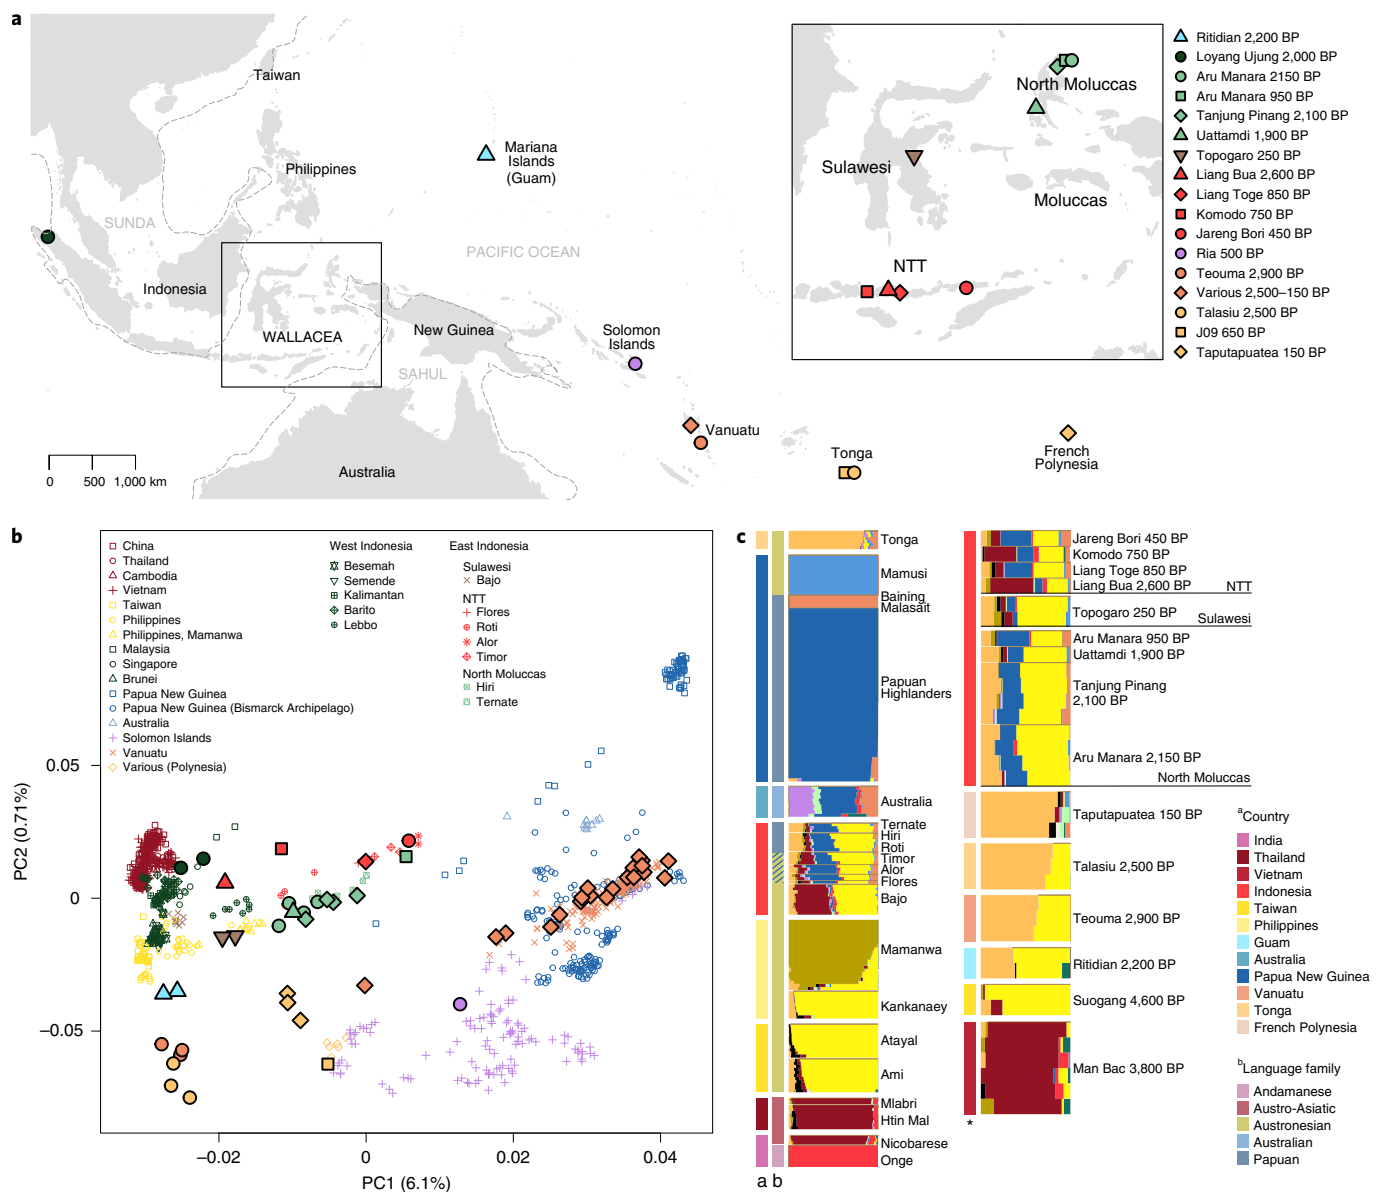 a
Taiwan
Philippines
Mariana
Islands
(Guam)
SUNDA
PACIFIC OCEAN
Indonesia
WALLACEA
New Guinea
SAHUL
Solomon
Islands
Vanuatu
Tonga
French
Polynesia
Australia
0 500 1,000 km
North Moluccas
Sulawesi
Moluccas
NTT
Ritidian 2,200 BP
Loyang Ujung 2,000 BP
Aru Manara 2150 BP
Aru Manara 950 BP
Tanjung Pinang 2,100 BP
Uattamdi 1,900 BP
Topogaro 250 BP
Liang Bua 2,600 BP
Liang Toge 850 BP
Komodo 750 BP
Jareng Bori 450 BP
Ria 500 BP
Teouma 2,900 BP
Various 2,500–150 BP
Talasiu 2,500 BP
J09 650 BP
Taputapuatea 150 BP
b
China
Thailand
Cambodia
Vietnam
Taiwan
Philippines
Philippines, Mamanwa
Malaysia
Singapore
Brunei
Papua New Guinea
Papua New Guinea (Bismarck Archipelago)
Australia
Solomon Islands
Vanuatu
Various (Polynesia)
West Indonesia
Besemah
Semende
Kalimantan
Barito
Lebbo
East Indonesia
Sulawesi
Bajo
NTT
Flores
Roti
Alor
Timor
North Moluccas
Hiri
Ternate
PC2 (0.71%)
0.05
0
−0.05
−0.02 0 0.02 0.04
PC1 (6.1%)
c
Tonga
Mamusi
Baining
Malasait
Papuan
Highlanders
Australia
Ternate
Hiri
Roti
Timor
Alor
Flores
Bajo
Mamanwa
Kankanaey
Atayal
Ami
Mlabri
Htin Mal
Nicobarese
Onge
a b
Jareng Bori 450 BP
Komodo 750 BP
Liang Toge 850 BP
Liang Bua 2,600 BP
NTT
Topogaro 250 BP
Sulawesi
Aru Manara 950 BP
Uattamdi 1,900 BP
Tanjung Pinang
2,100 BP
Aru Manara 2,150 BP
North Moluccas
Taputapuatea 150 BP
Talasiu 2,500 BP
Teouma 2,900 BP
Ritidian 2,200 BP
Suogang 4,600 BP
Man Bac 3,800 BP
*
aCountry
India
Thailand
Vietnam
Indonesia
Taiwan
Philippines
Guam
Australia
Papua New Guinea
Vanuatu
Tonga
French Polynesia
bLanguage family
Andamanese
Austro-Asiatic
Austronesian
Australian
Papuan